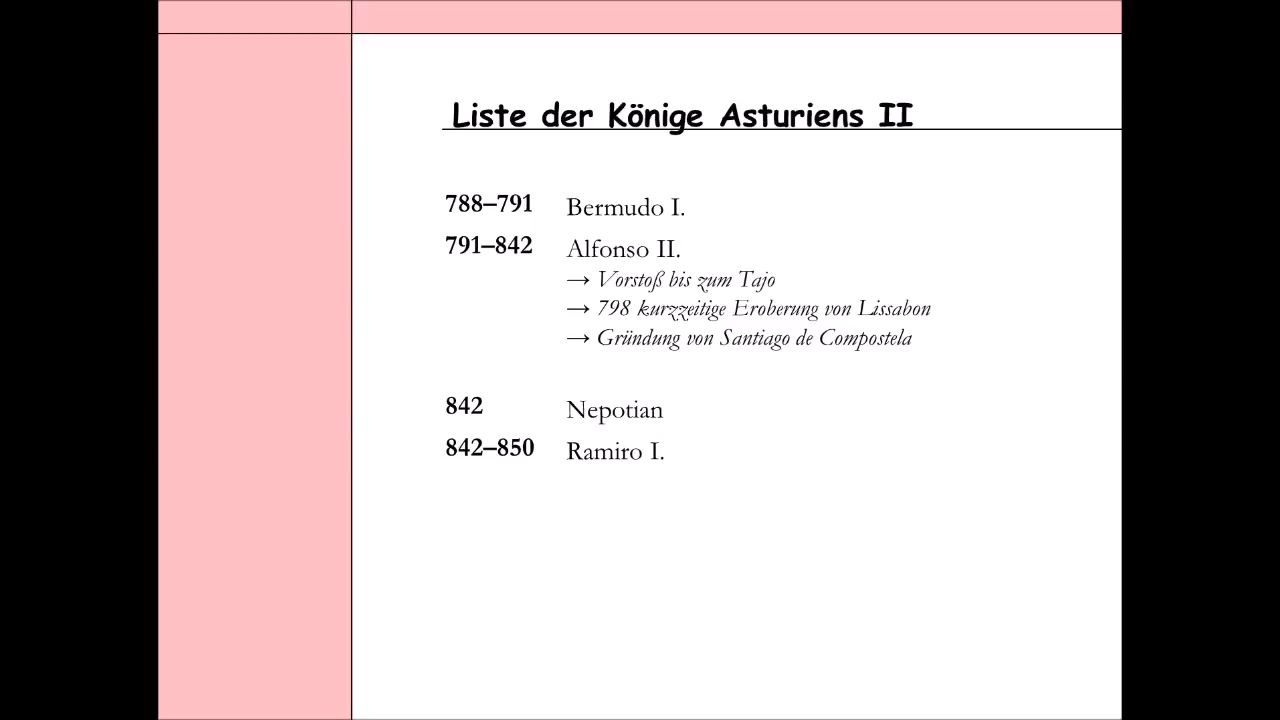 Liste der Könige Asturiens II
788–791 Bermudo I.
791–842 Alfonso II.
→ Vorstoß bis zum Tajo
→ 798 kurzzeitige Eroberung von Lissabon
→ Gründung von Santiago de Compostela
842 Nepotian
842–850 Ramiro I.